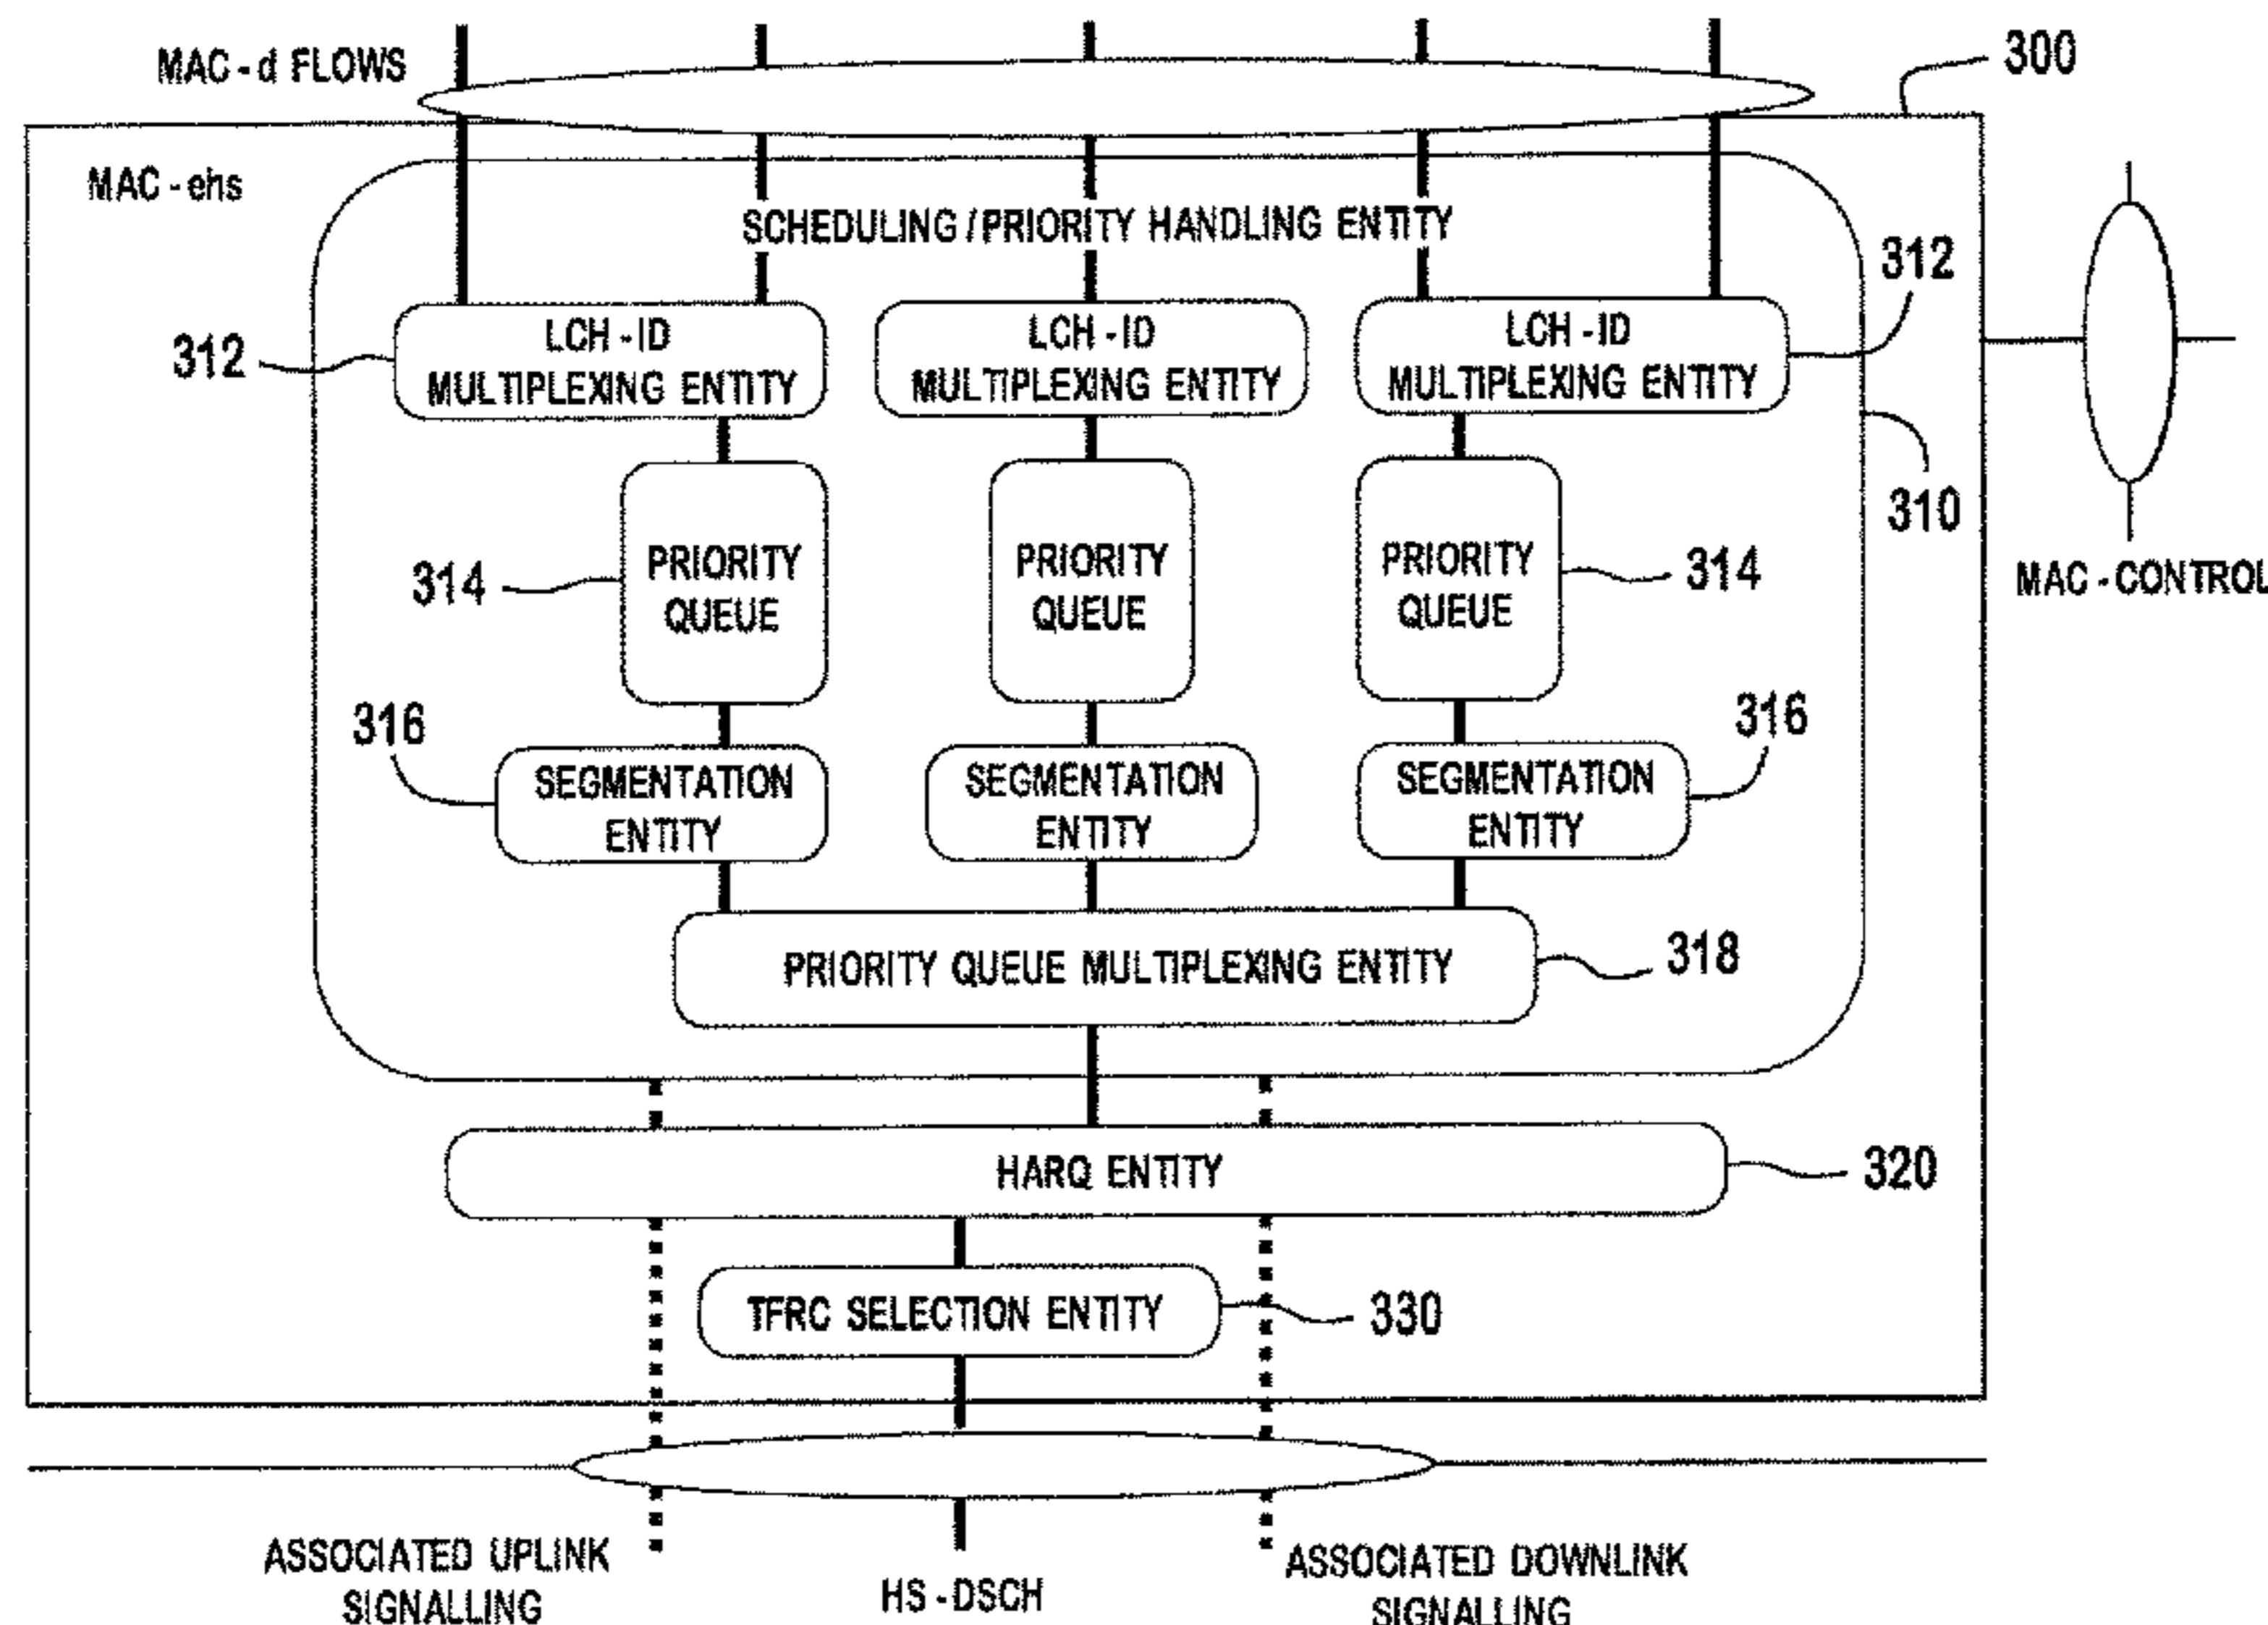 MAC-d FLOWS
300
MAC-ehs
SCHEDULING/PRIORITY HANDLING ENTITY
312
LCH-ID
MULTIPLEXING ENTITY
LCH-ID
MULTIPLEXING ENTITY
LCH-ID
MULTIPLEXING ENTITY
312
310
MAC-CONTROL
314
PRIORITY
QUEUE
PRIORITY
QUEUE
PRIORITY
QUEUE
314
316
SEGMENTATION
ENTITY
SEGMENTATION
ENTITY
SEGMENTATION
ENTITY
316
PRIORITY QUEUE MULTIPLEXING ENTITY
318
HARQ ENTITY
320
TFRC SELECTION ENTITY
330
ASSOCIATED UPLINK
SIGNALLING
HS-DSCH
ASSOCIATED DOWNLINK
SIGNALLING